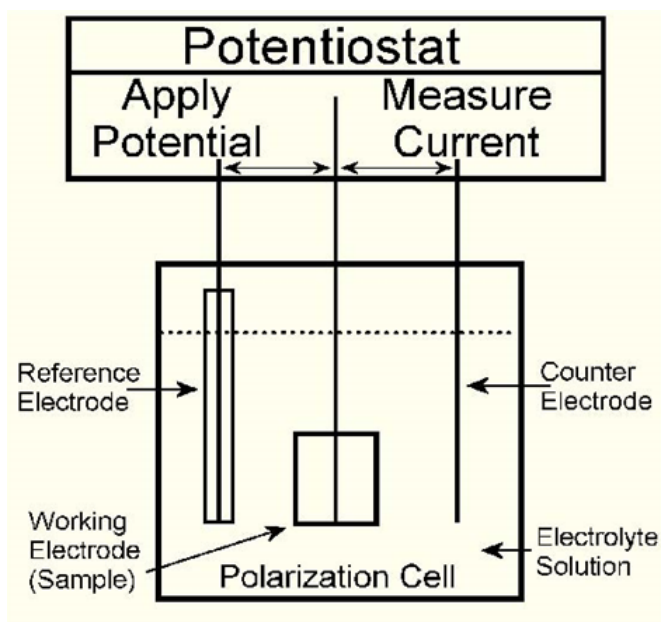 Potentiostat
Apply
Potential
Measure
Current
Reference
Electrode
Counter
Electrode
Working
Electrode
(Sample)
Electrolyte
Solution
Polarization Cell